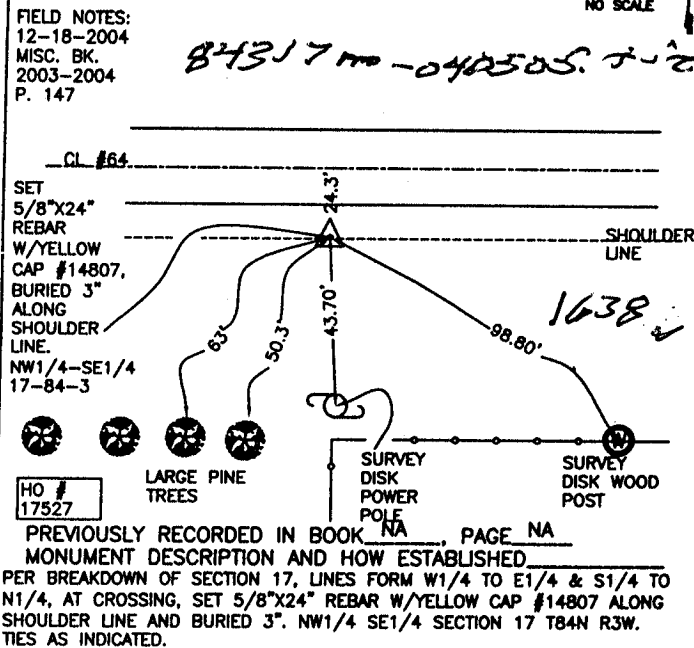 NO SCALE
FIELD NOTES:
12-18-2004
MISC. BK.
2003-2004
P. 147
CL #64
24.3'
SET
5/8"X24"
REBAR
W/YELLOW
CAP #14807,
BURIED 3"
ALONG
SHOULDER
LINE.
NW1/4-SE1/4
17-84-3
SHOULDER
LINE
63'
50.3'
43.70'
98.80'
1638
W
LARGE PINE
TREES
SURVEY
DISK
POWER
POLE
SURVEY
DISK WOOD
POST
HO #
17527
PREVIOUSLY RECORDED IN BOOK NA, PAGE NA
MONUMENT DESCRIPTION AND HOW ESTABLISHED
PER BREAKDOWN OF SECTION 17, LINES FORM W1/4 TO E1/4 & S1/4 TO
N1/4, AT CROSSING, SET 5/8"X24" REBAR W/YELLOW CAP #14807 ALONG
SHOULDER LINE AND BURIED 3". NW1/4 SE1/4 SECTION 17 T84N R3W.
TIES AS INDICATED.